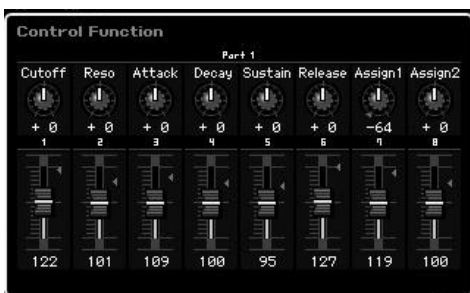 Control Function
Part 1
Cutoff Reso Attack Decay Sustain Release Assign1 Assign2
+ 0 + 0 + 0 + 0 + 0 + 0 -64 + 0
1 2 3 4 5 6 7 8
122 101 109 100 95 127 119 100